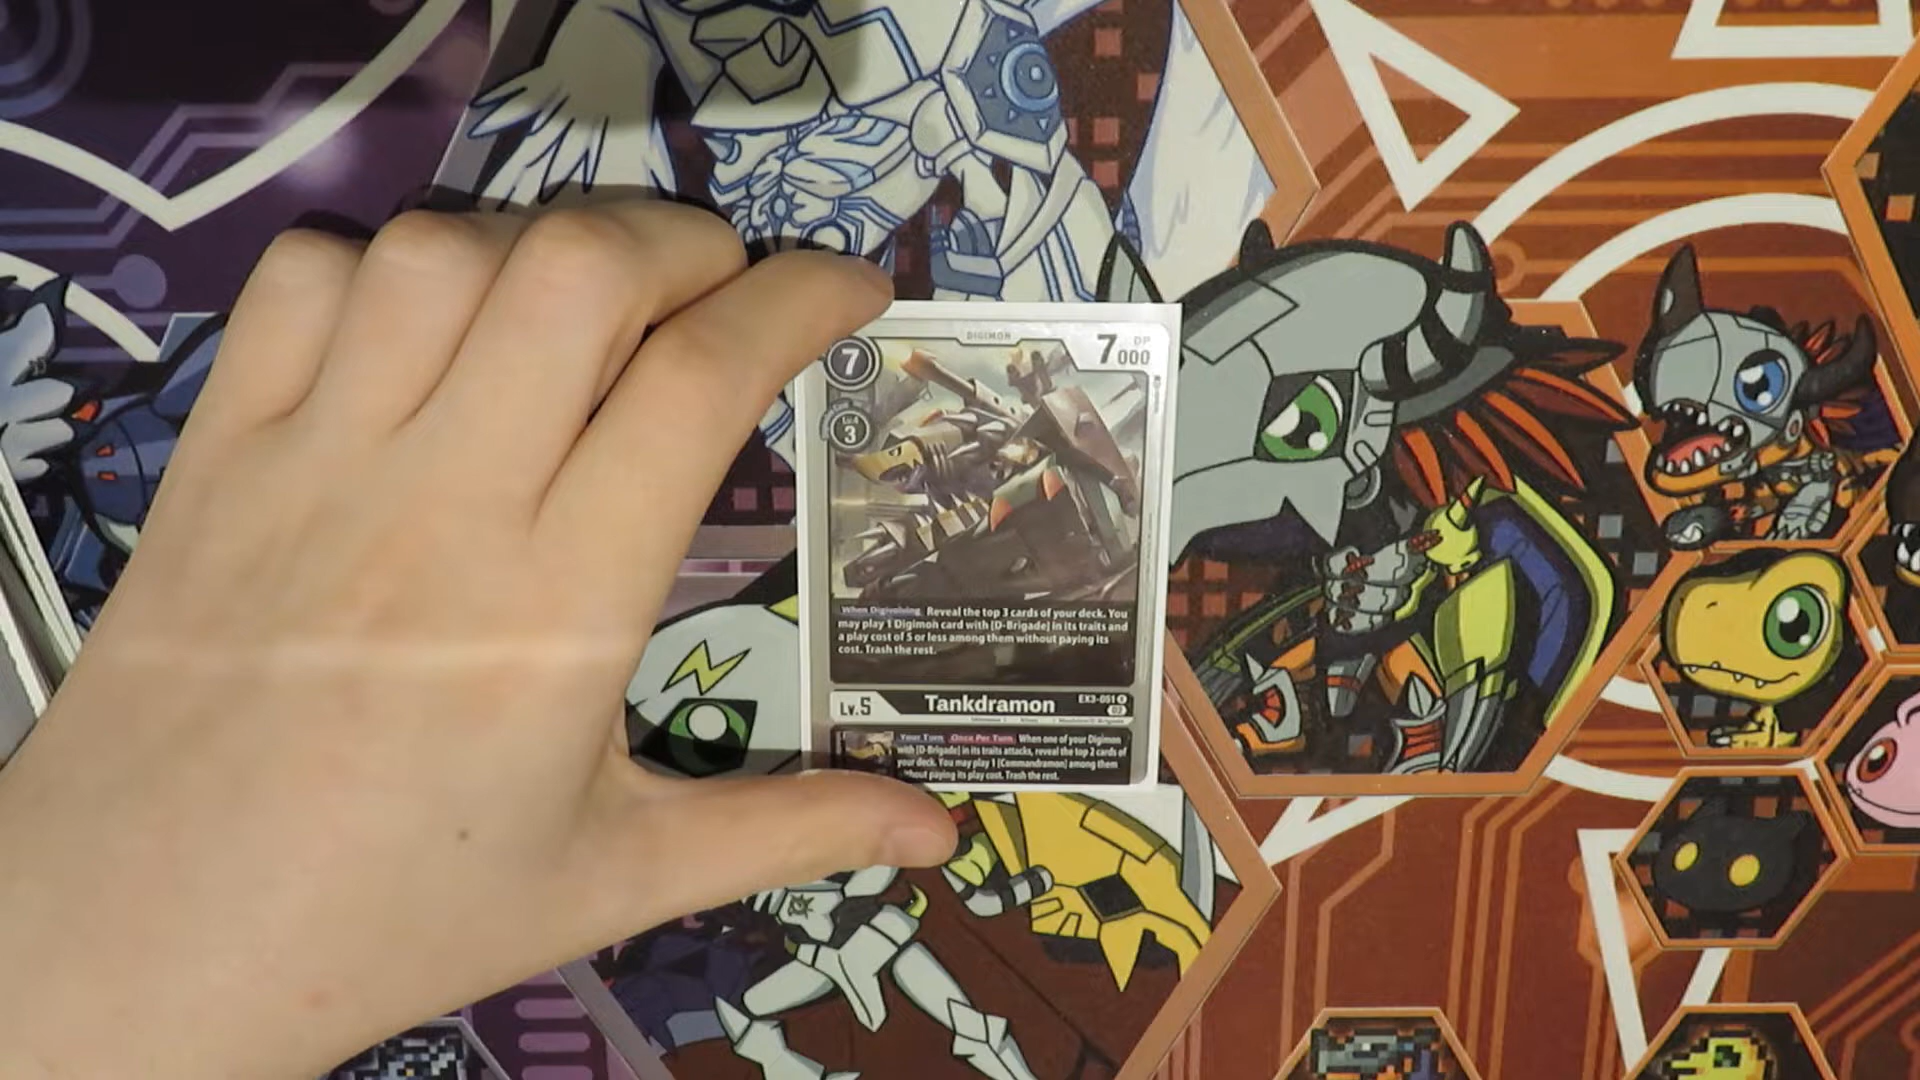 DIGIMON
7
7000 DP
Lv.4
3
When Digivolving Reveal the top 3 cards of your deck. You
may play 1 Digimon card with [D-Brigade] in its traits and
a play cost of 5 or less among them without paying its
cost. Trash the rest.
Lv.5 Tankdramon EX3-051 R
02
Your Turn Once Per Turn When one of your Digimon
with [D-Brigade] in its traits attacks, reveal the top 2 cards of
your deck. You may play 1 [Commandramon] among them
without paying its play cost. Trash the rest.